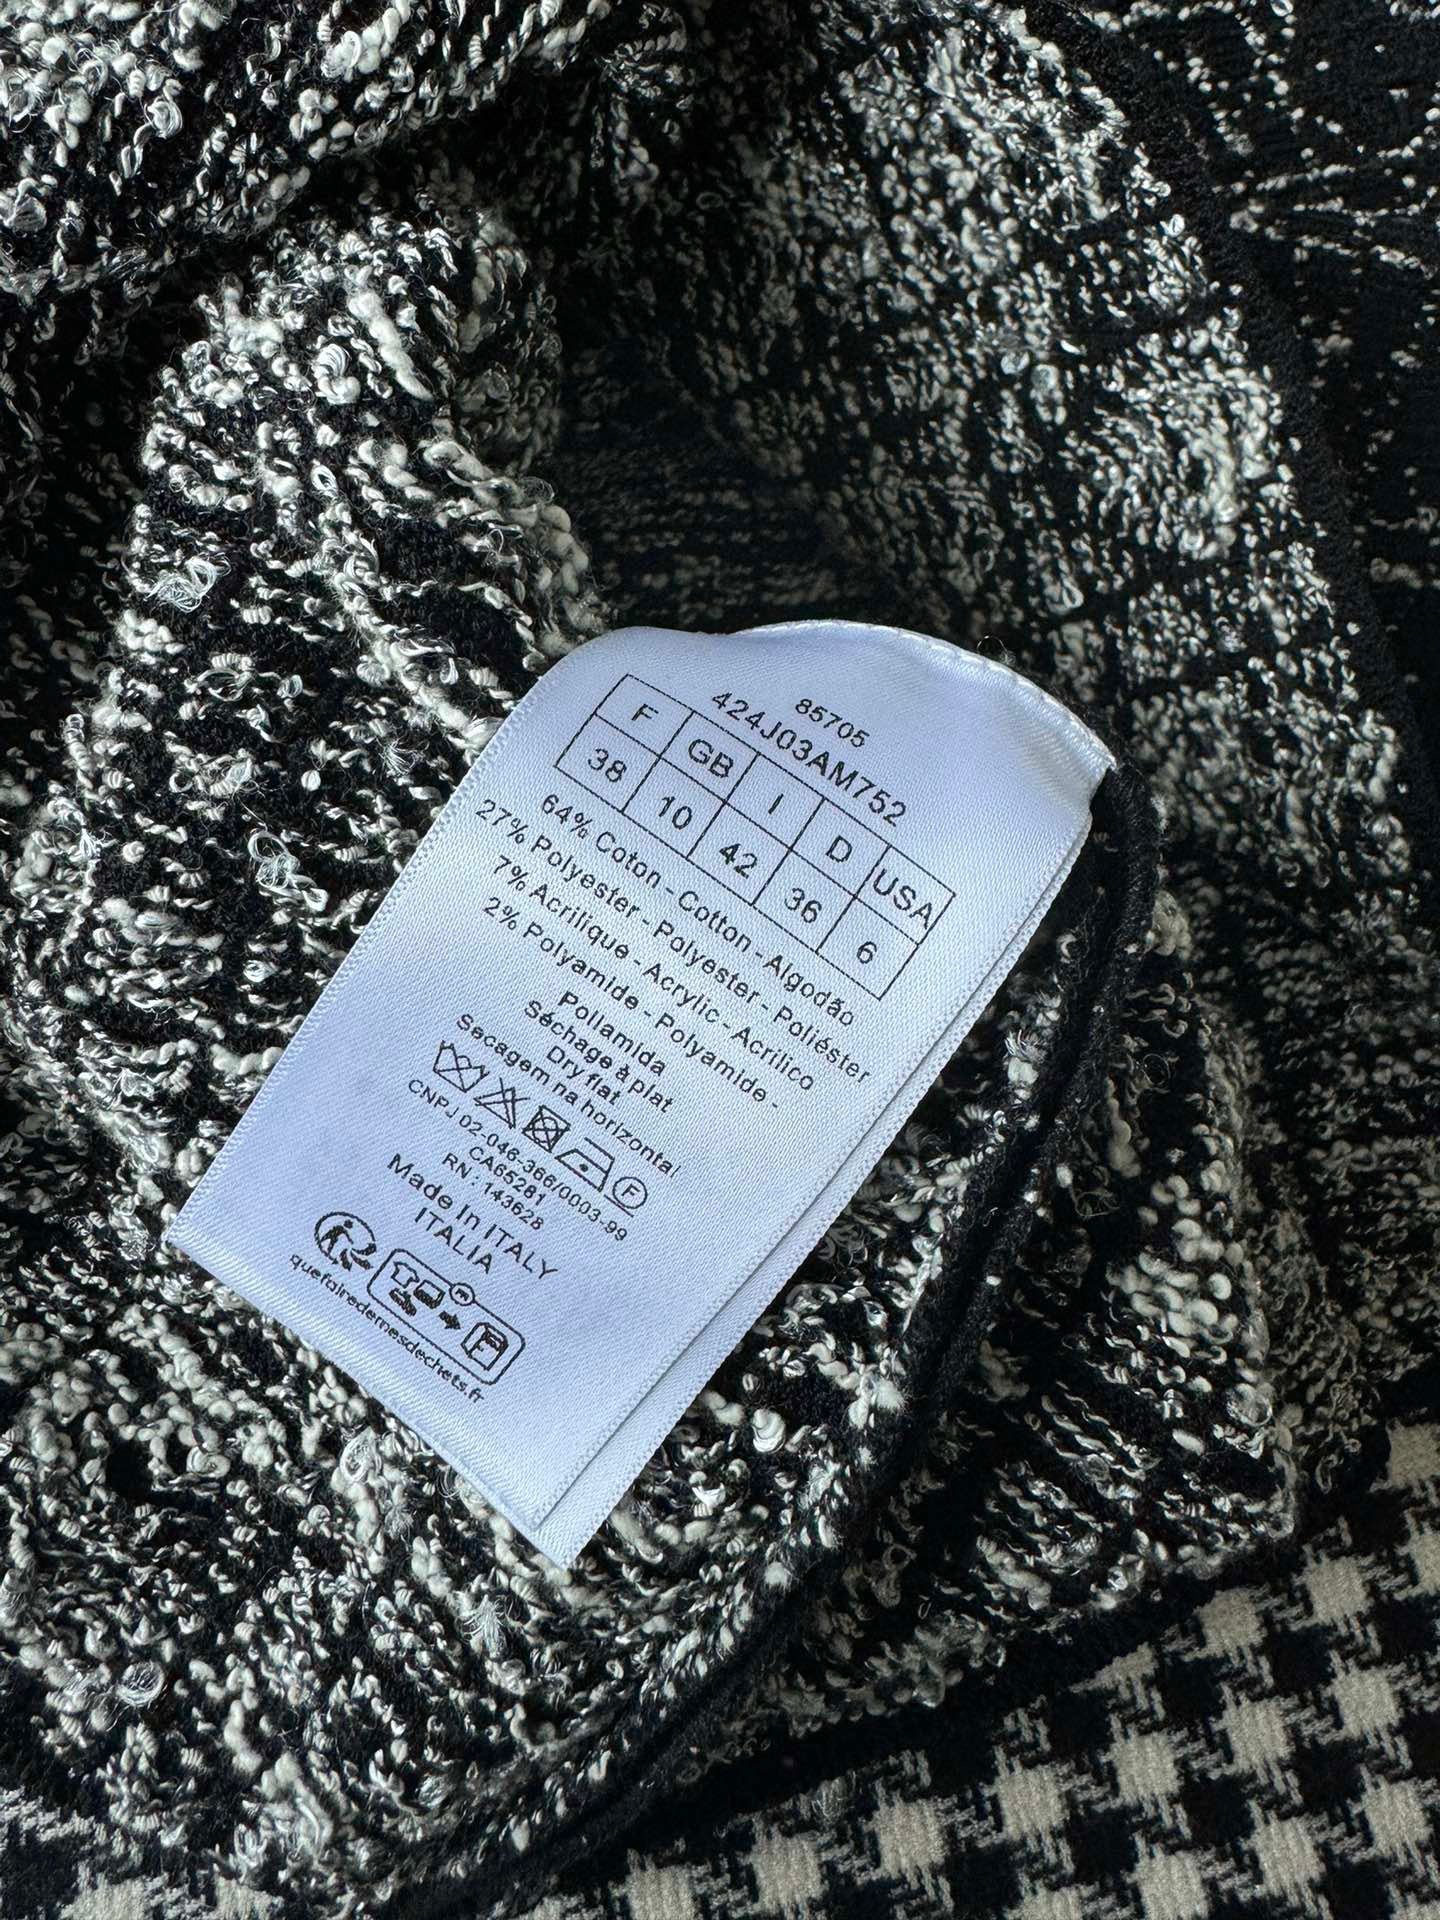 85705
424J03AM752
F GB I D USA
38 10 42 36 6
64% Coton - Cotton - Algodão
27% Polyester - Polyester - Poliéster
7% Acrilique - Acrylic - Acrilico
2% Polyamide - Polyamide -
Poliamida
Séchage à plat
Dry flat
Secagem na horizontal
F
CNPJ 02-046-366/0003-99
CA65281
RN : 143628
Made in ITALY
ITALIA
quefairedemesdechets.fr